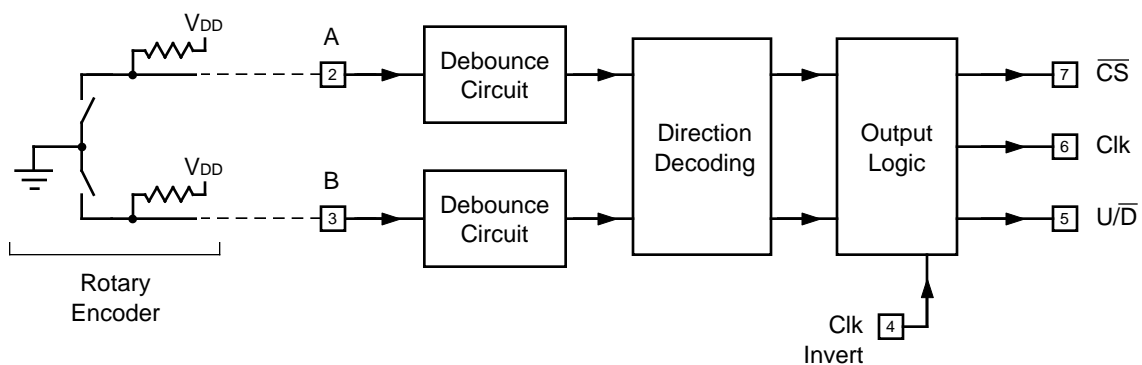 VDD
A
2
Debounce
Circuit
7
C̅S̅
Direction
Decoding
Output
Logic
6
Clk
VDD
B
3
Debounce
Circuit
5
U/D̅
Rotary
Encoder
Clk
Invert
4